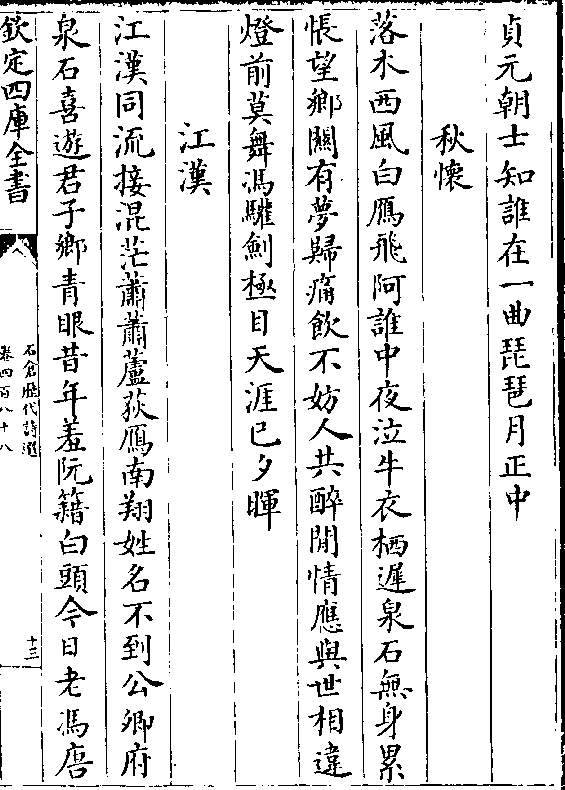 貞元朝士知誰在一曲琵琶月正中
秋懷
落木西風白鴈飛阿誰中夜泣牛衣栖遲泉石無身累
悵望鄉關有夢歸痛飲不妨人共醉閒情應與世相違
燈前莫舞馮驩劍極目天涯已夕暉
江漢
江漢同流接混茫蕭蕭蘆荻鴈南翔姓名不到公卿府
泉石喜遊君子鄉青眼昔年羞阮籍白頭今日老馮唐
欽定四庫全書
石倉歷代詩選
卷四百八十八
十三